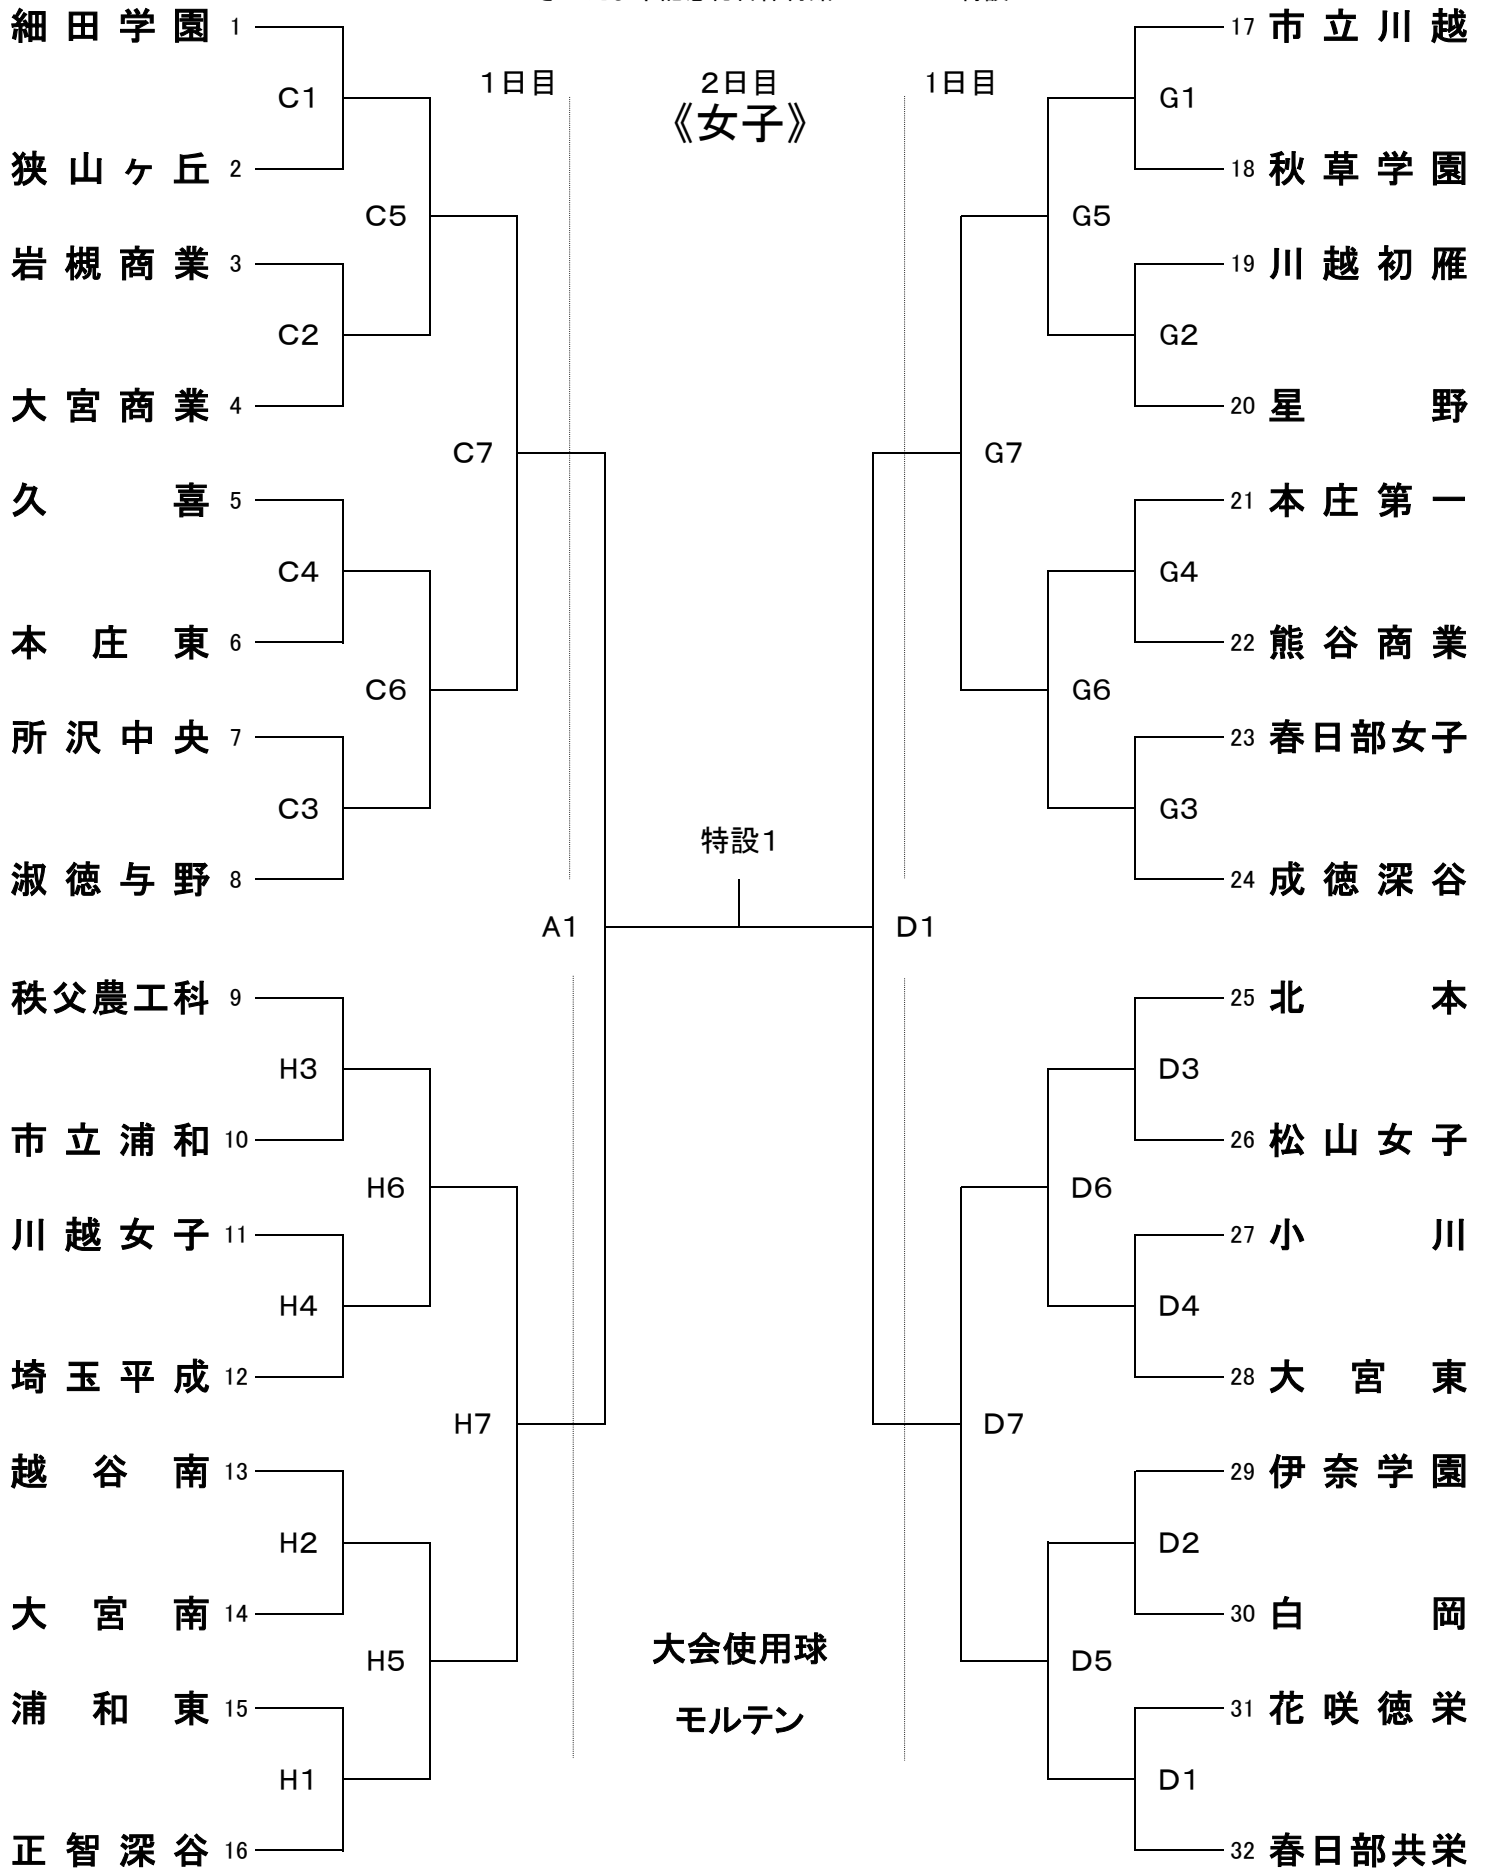 細田学園 1
17 市立川越
1日目 2日目 1日目
《女子》
C1
G1
狭山ヶ丘 2
18 秋草学園
C5
G5
岩槻商業 3
19 川越初雁
C2
G2
大宮商業 4
20 星野
C7
G7
久喜 5
21 本庄第一
C4
G4
本庄東 6
22 熊谷商業
C6
G6
所沢中央 7
23 春日部女子
C3
G3
特設1
淑徳与野 8
24 成徳深谷
A1
D1
秩父農工科 9
25 北本
H3
D3
市立浦和 10
26 松山女子
H6
D6
川越女子 11
27 小川
H4
D4
埼玉平成 12
28 大宮東
H7
D7
越谷南 13
29 伊奈学園
H2
D2
大宮南 14
30 白岡
大会使用球
H5
D5
浦和東 15
31 花咲徳栄
モルテン
H1
D1
正智深谷 16
32 春日部共栄